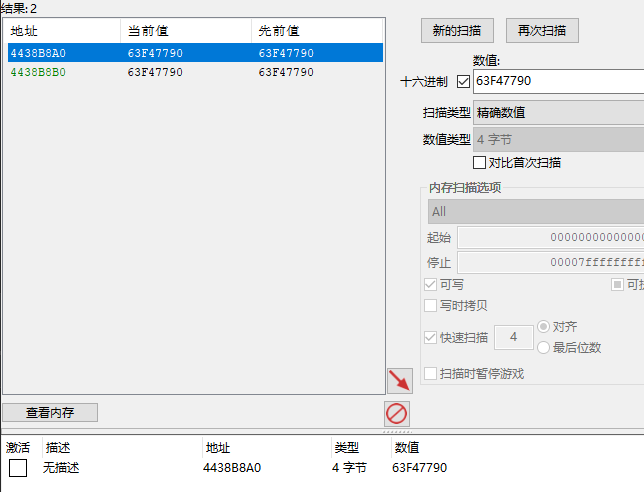 结果: 2
地址 当前值 先前值
4438B8A0 63F47790 63F47790
4438B8B0 63F47790 63F47790
新的扫描 再次扫描
数值:
十六进制 63F47790
扫描类型 精确数值
数值类型 4 字节
对比首次扫描
内存扫描选项
All
起始 00000000000000
停止 00007fffffffff
可写
写时拷贝
快速扫描 4 对齐
最后位数
扫描时暂停游戏
查看内存
激活 描述 地址 类型 数值
无描述 4438B8A0 4 字节 63F47790